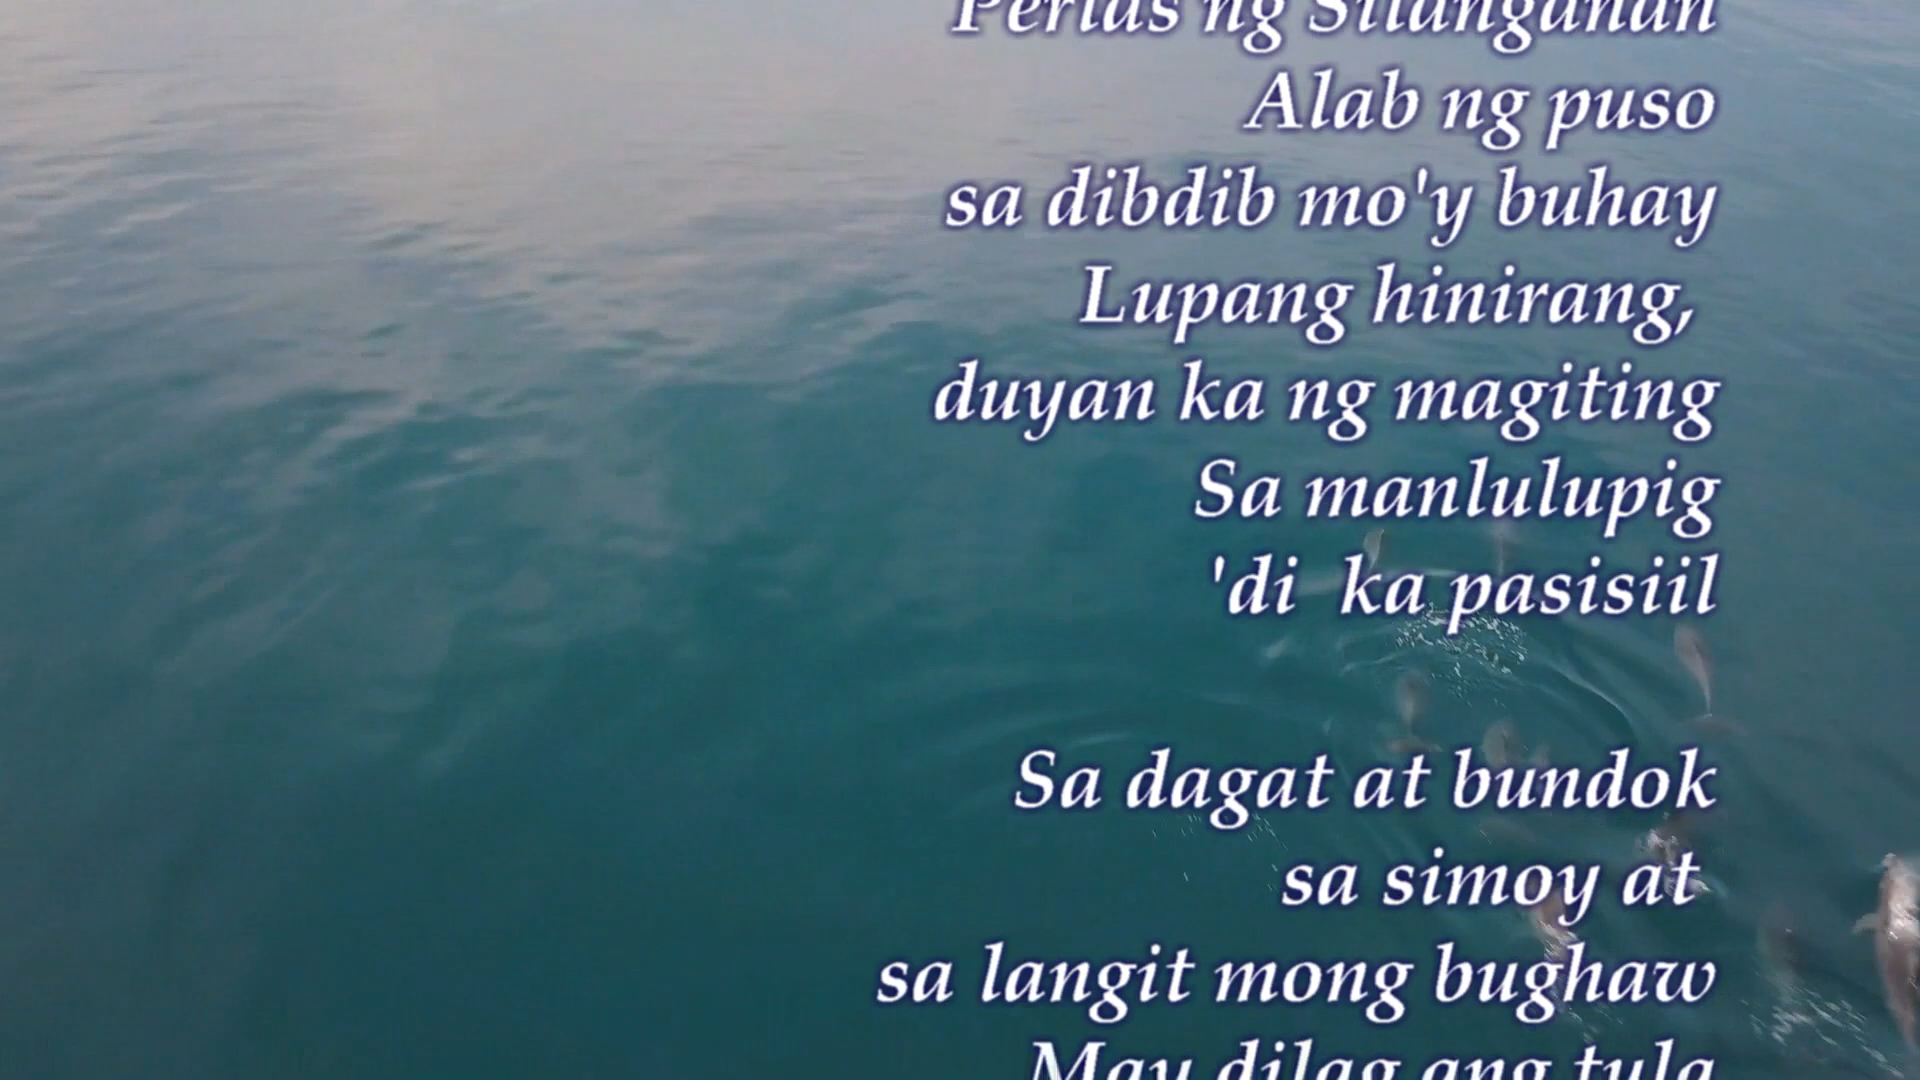 Perlas ng Silanganan
Alab ng puso
sa dibdib mo'y buhay
Lupang hinirang,
duyan ka ng magiting
Sa manlulupig
'di ka pasisiil
Sa dagat at bundok
sa simoy at
sa langit mong bughaw
May dilag ang tula